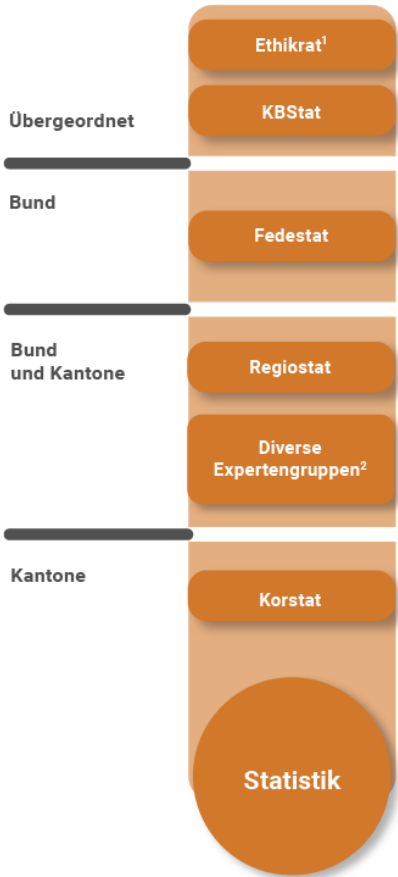 Ethikrat¹
KBStat
Übergeordnet
Bund
Fedestat
Bund
und Kantone
Regiostat
Diverse
Expertengruppen²
Kantone
Korstat
Statistik